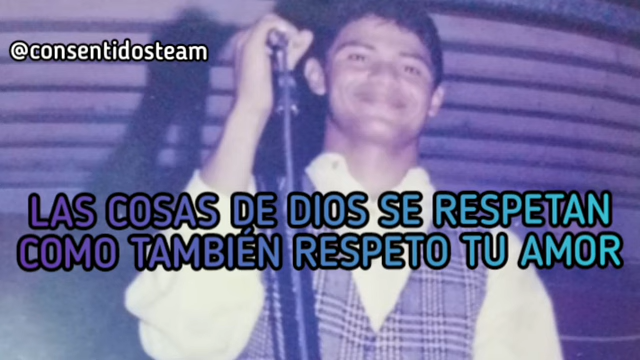 @consentidosteam
LAS COSAS DE DIOS SE RESPETAN
COMO TAMBIÉN RESPETO TU AMOR